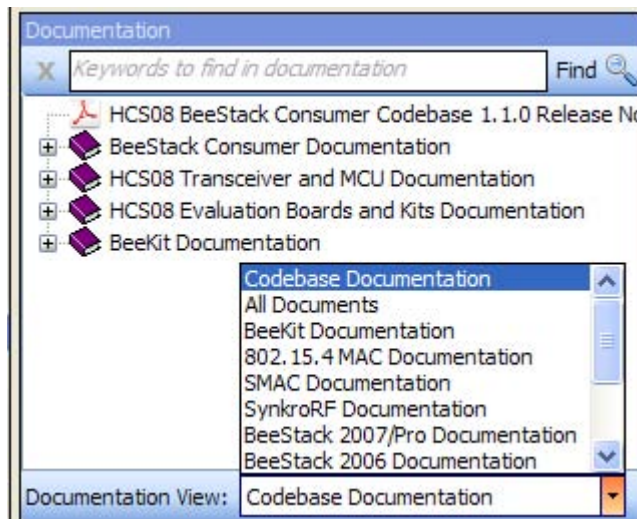 Documentation
X Keywords to find in documentation Find
HCS08 BeeStack Consumer Codebase 1.1.0 Release No
BeeStack Consumer Documentation
HCS08 Transceiver and MCU Documentation
HCS08 Evaluation Boards and Kits Documentation
BeeKit Documentation
Codebase Documentation
All Documents
BeeKit Documentation
802.15.4 MAC Documentation
SMAC Documentation
SynkroRF Documentation
BeeStack 2007/Pro Documentation
BeeStack 2006 Documentation
Documentation View: Codebase Documentation